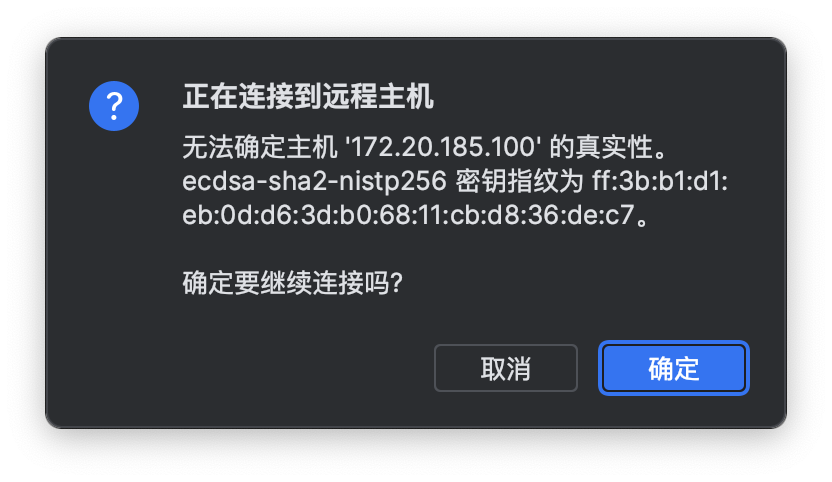 ?
正在连接到远程主机
无法确定主机 '172.20.185.100' 的真实性。
ecdsa-sha2-nistp256 密钥指纹为 ff:3b:b1:d1:
eb:0d:d6:3d:b0:68:11:cb:d8:36:de:c7。
确定要继续连接吗?
取消
确定